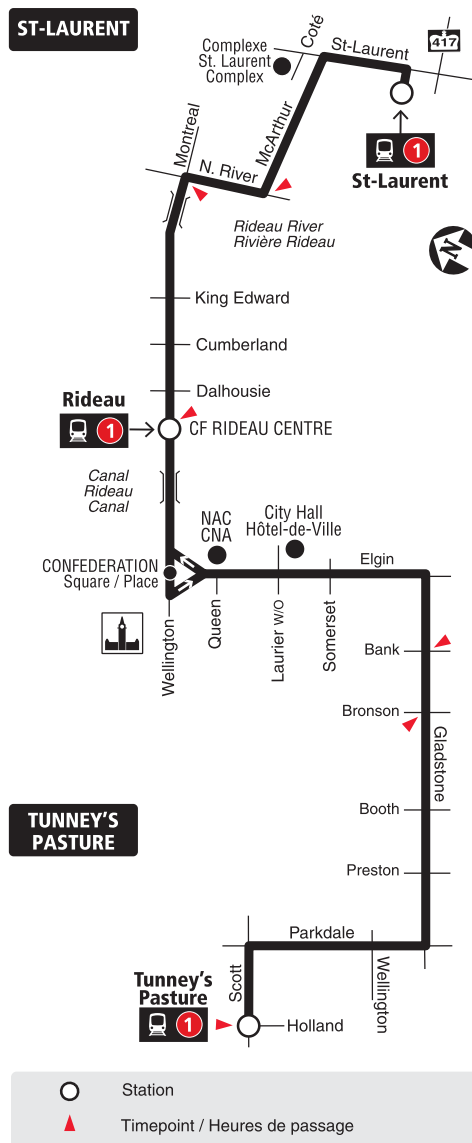 ST-LAURENT
417
Côté
St-Laurent
Complexe
St. Laurent
Complex
McArthur
Montreal
N. River
1
St-Laurent
Rideau River
Rivière Rideau
N
King Edward
Cumberland
Dalhousie
Rideau
1
CF RIDEAU CENTRE
Canal
Rideau
Canal
NAC
CNA
City Hall
Hôtel-de-Ville
CONFEDERATION
Square / Place
Elgin
Wellington
Queen
Laurier W/O
Somerset
Bank
Bronson
Gladstone
TUNNEY'S
PASTURE
Booth
Preston
Parkdale
Scott
Wellington
Tunney's
Pasture
1
Holland
Station
Timepoint / Heures de passage